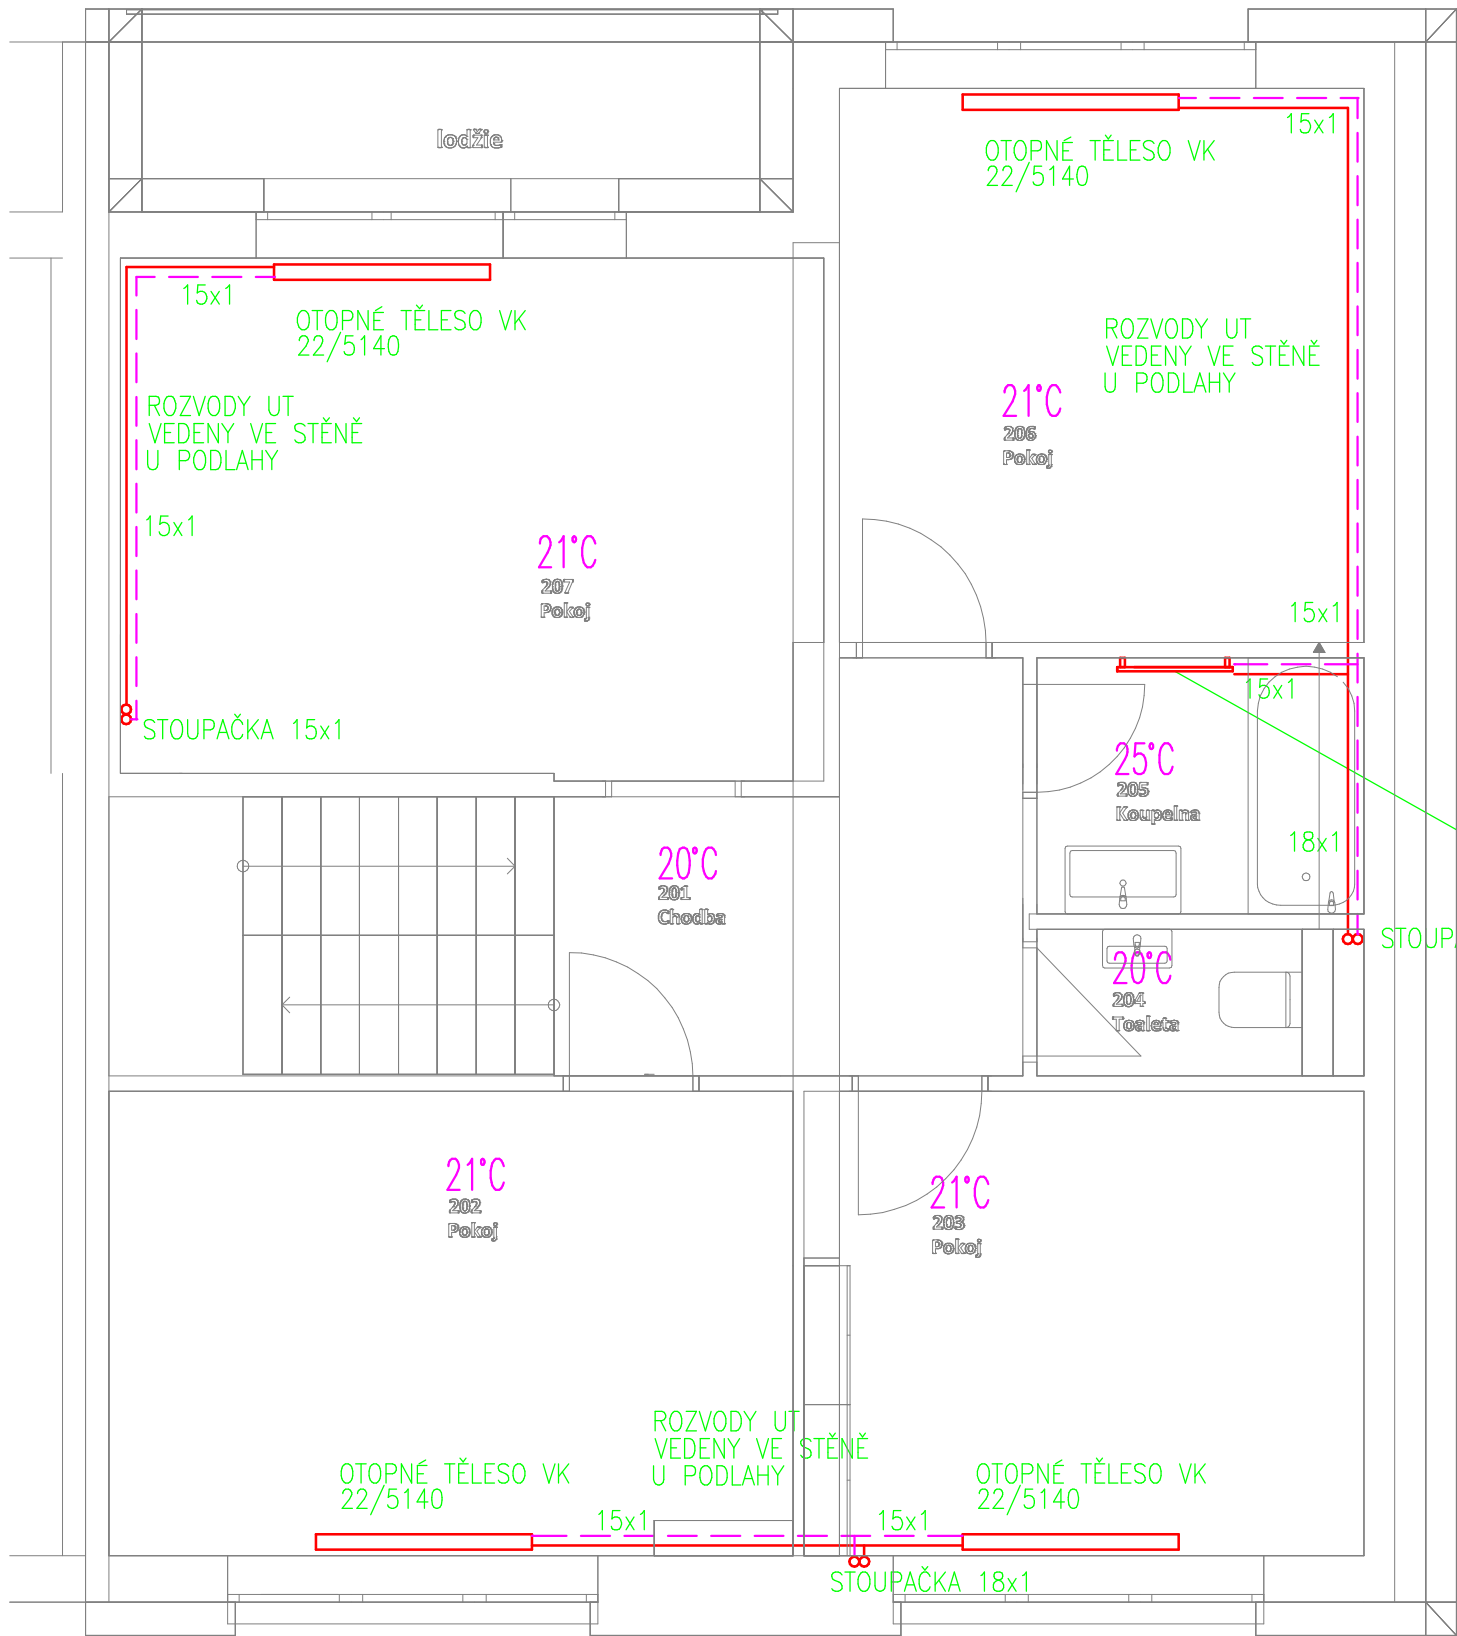 lodžie
15x1
OTOPNÉ TĚLESO VK
22/5140
15x1
OTOPNÉ TĚLESO VK
22/5140
ROZVODY UT
VEDENY VE STĚNĚ
U PODLAHY
21°C
206
Pokoj
ROZVODY UT
VEDENY VE STĚNĚ
U PODLAHY
15x1
21°C
207
Pokoj
15x1
15x1
STOUPAČKA 15x1
25°C
205
Koupelna
18x1
20°C
201
Chodba
STOUP
20°C
204
Toaleta
21°C
202
Pokoj
21°C
203
Pokoj
ROZVODY UT
VEDENY VE STĚNĚ
U PODLAHY
OTOPNÉ TĚLESO VK
22/5140
OTOPNÉ TĚLESO VK
22/5140
15x1
15x1
STOUPAČKA 18x1